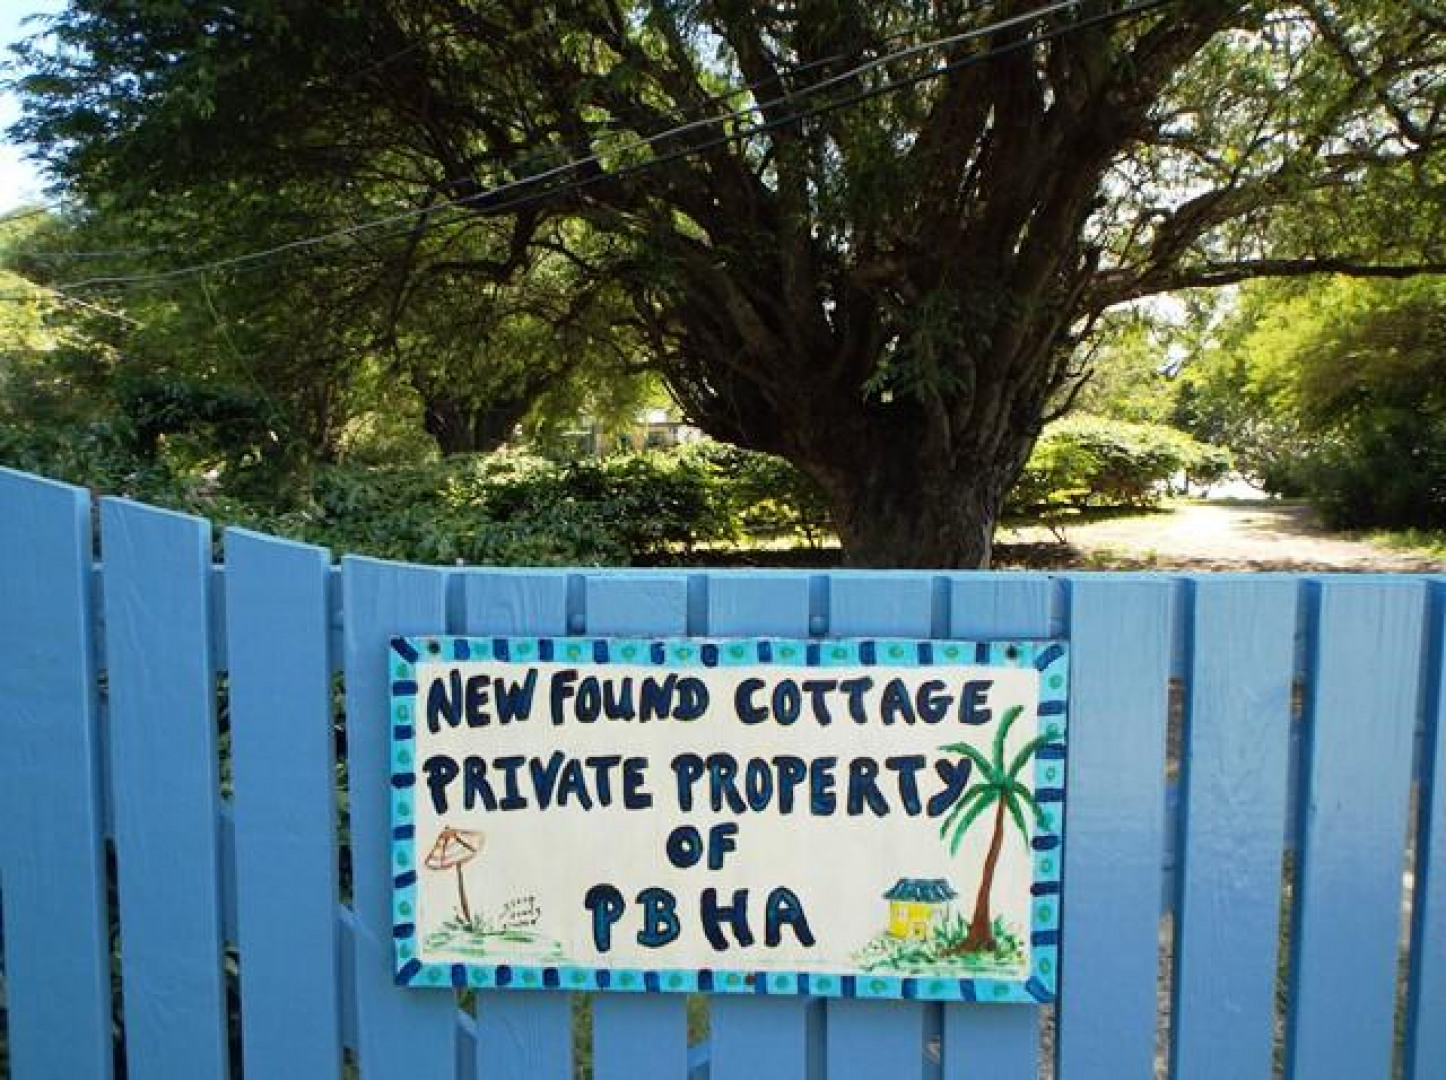 NEW FOUND COTTAGE
PRIVATE PROPERTY
OF
PBHA